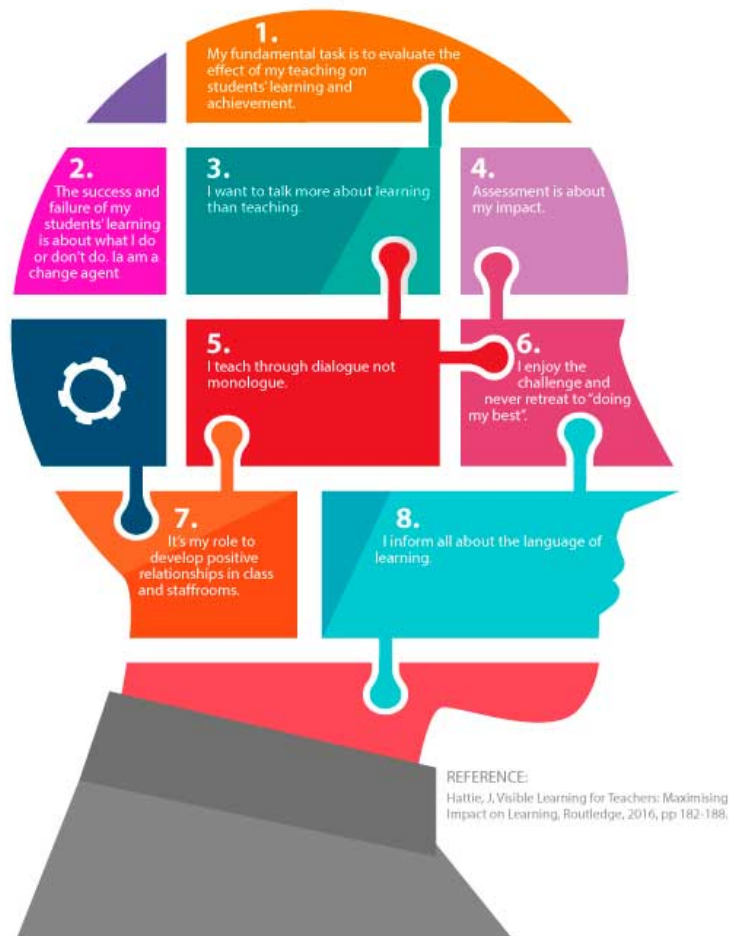 1.
My fundamental task is to evaluate the
effect of my teaching on
students' learning and
achievement.
2.
The success and
failure of my
students' learning
is about what I do
or don't do. Ia am a
change agent
3.
I want to talk more about learning
than teaching.
4.
Assessment is about
my impact.
5.
I teach through dialogue not
monologue.
6.
I enjoy the
challenge and
never retreat to "doing
my best".
7.
It's my role to
develop positive
relationships in class
and staffrooms.
8.
I inform all about the language of
learning.
REFERENCE:
Hattie, J, Visible Learning for Teachers: Maximising
Impact on Learning, Routledge, 2016, pp 182-188.